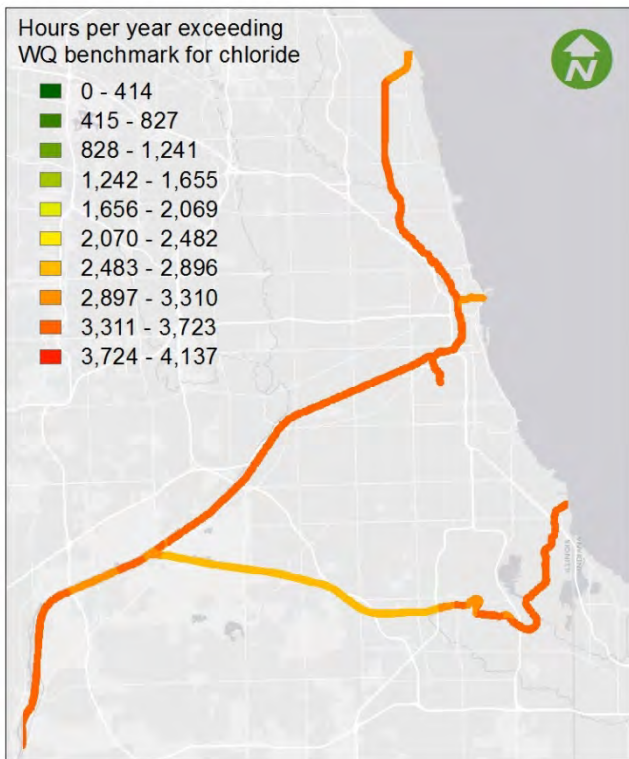 Hours per year exceeding
WQ benchmark for chloride
0 - 414
415 - 827
828 - 1,241
1,242 - 1,655
1,656 - 2,069
2,070 - 2,482
2,483 - 2,896
2,897 - 3,310
3,311 - 3,723
3,724 - 4,137
N
ILLINOIS
INDIANA